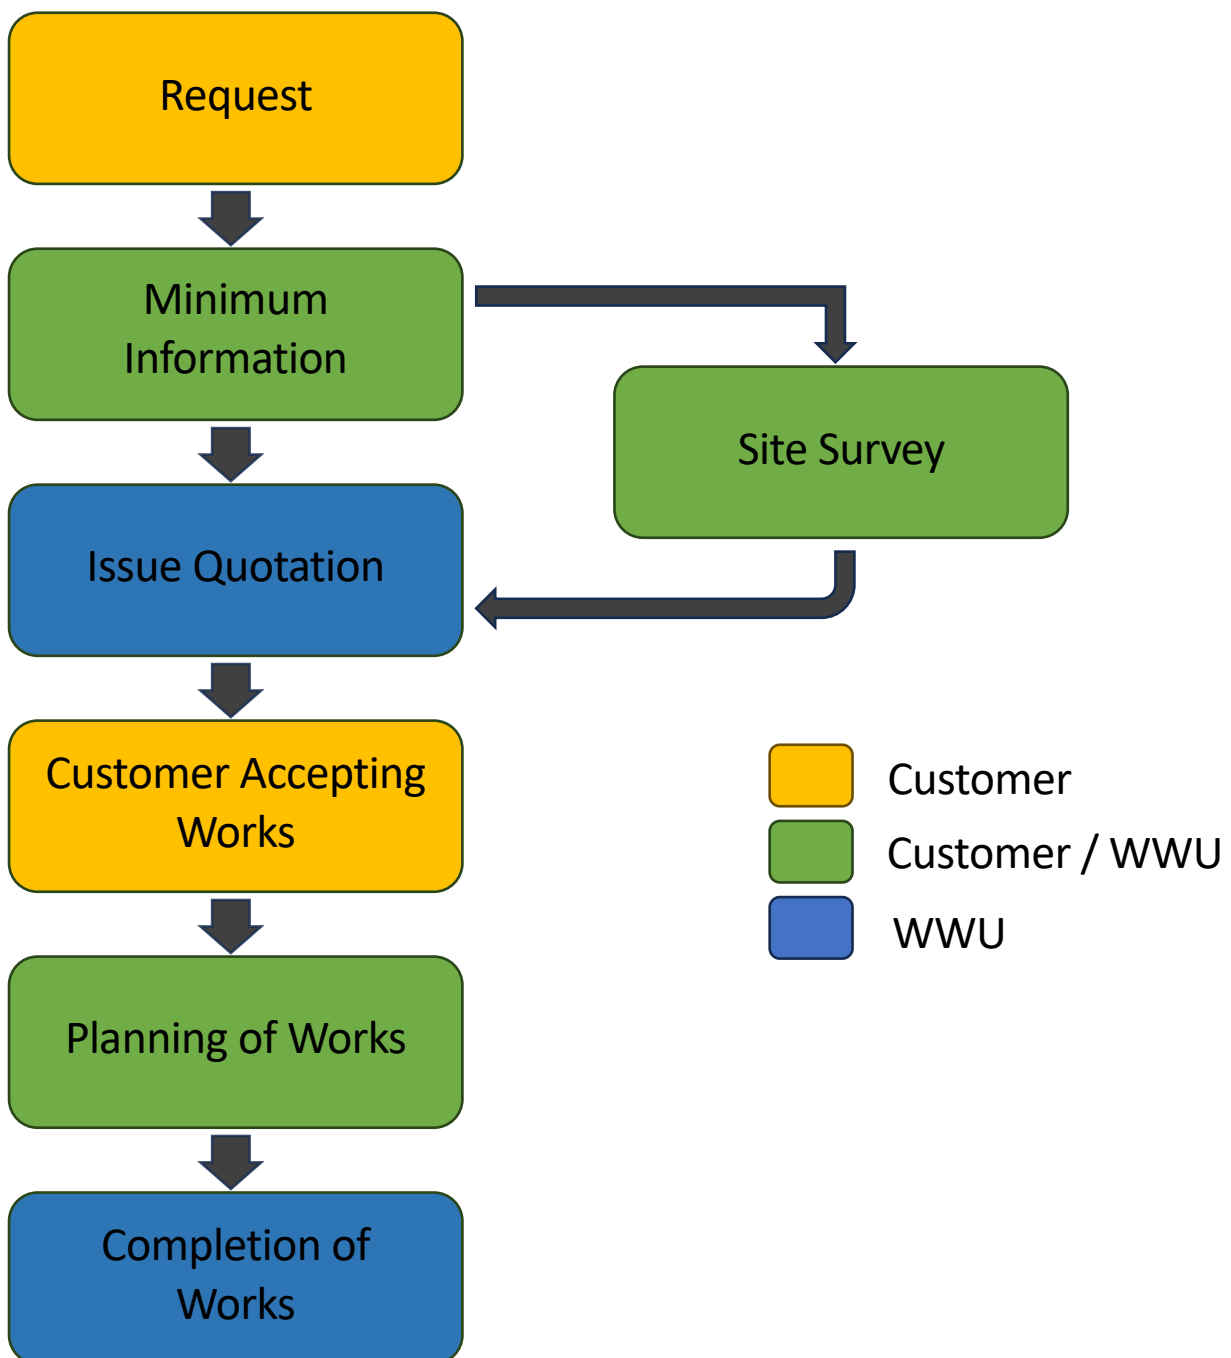 Request
Minimum
Information
Site Survey
Issue Quotation
Customer Accepting
Works
Customer
Customer / WWU
WWU
Planning of Works
Completion of
Works